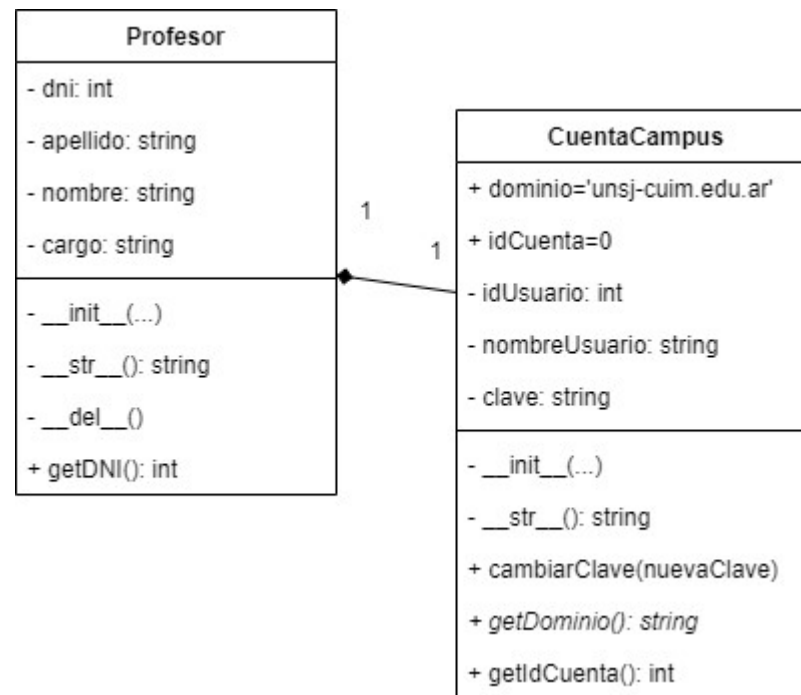 Profesor
- dni: int
- apellido: string
- nombre: string
- cargo: string
- __init__(...)
- __str__(): string
- __del__()
+ getDNI(): int
1
1
CuentaCampus
+ dominio='unsj-cuim.edu.ar'
+ idCuenta=0
- idUsuario: int
- nombreUsuario: string
- clave: string
- __init__(...)
- __str__(): string
+ cambiarClave(nuevaClave)
+ getDominio(): string
+ getIdCuenta(): int